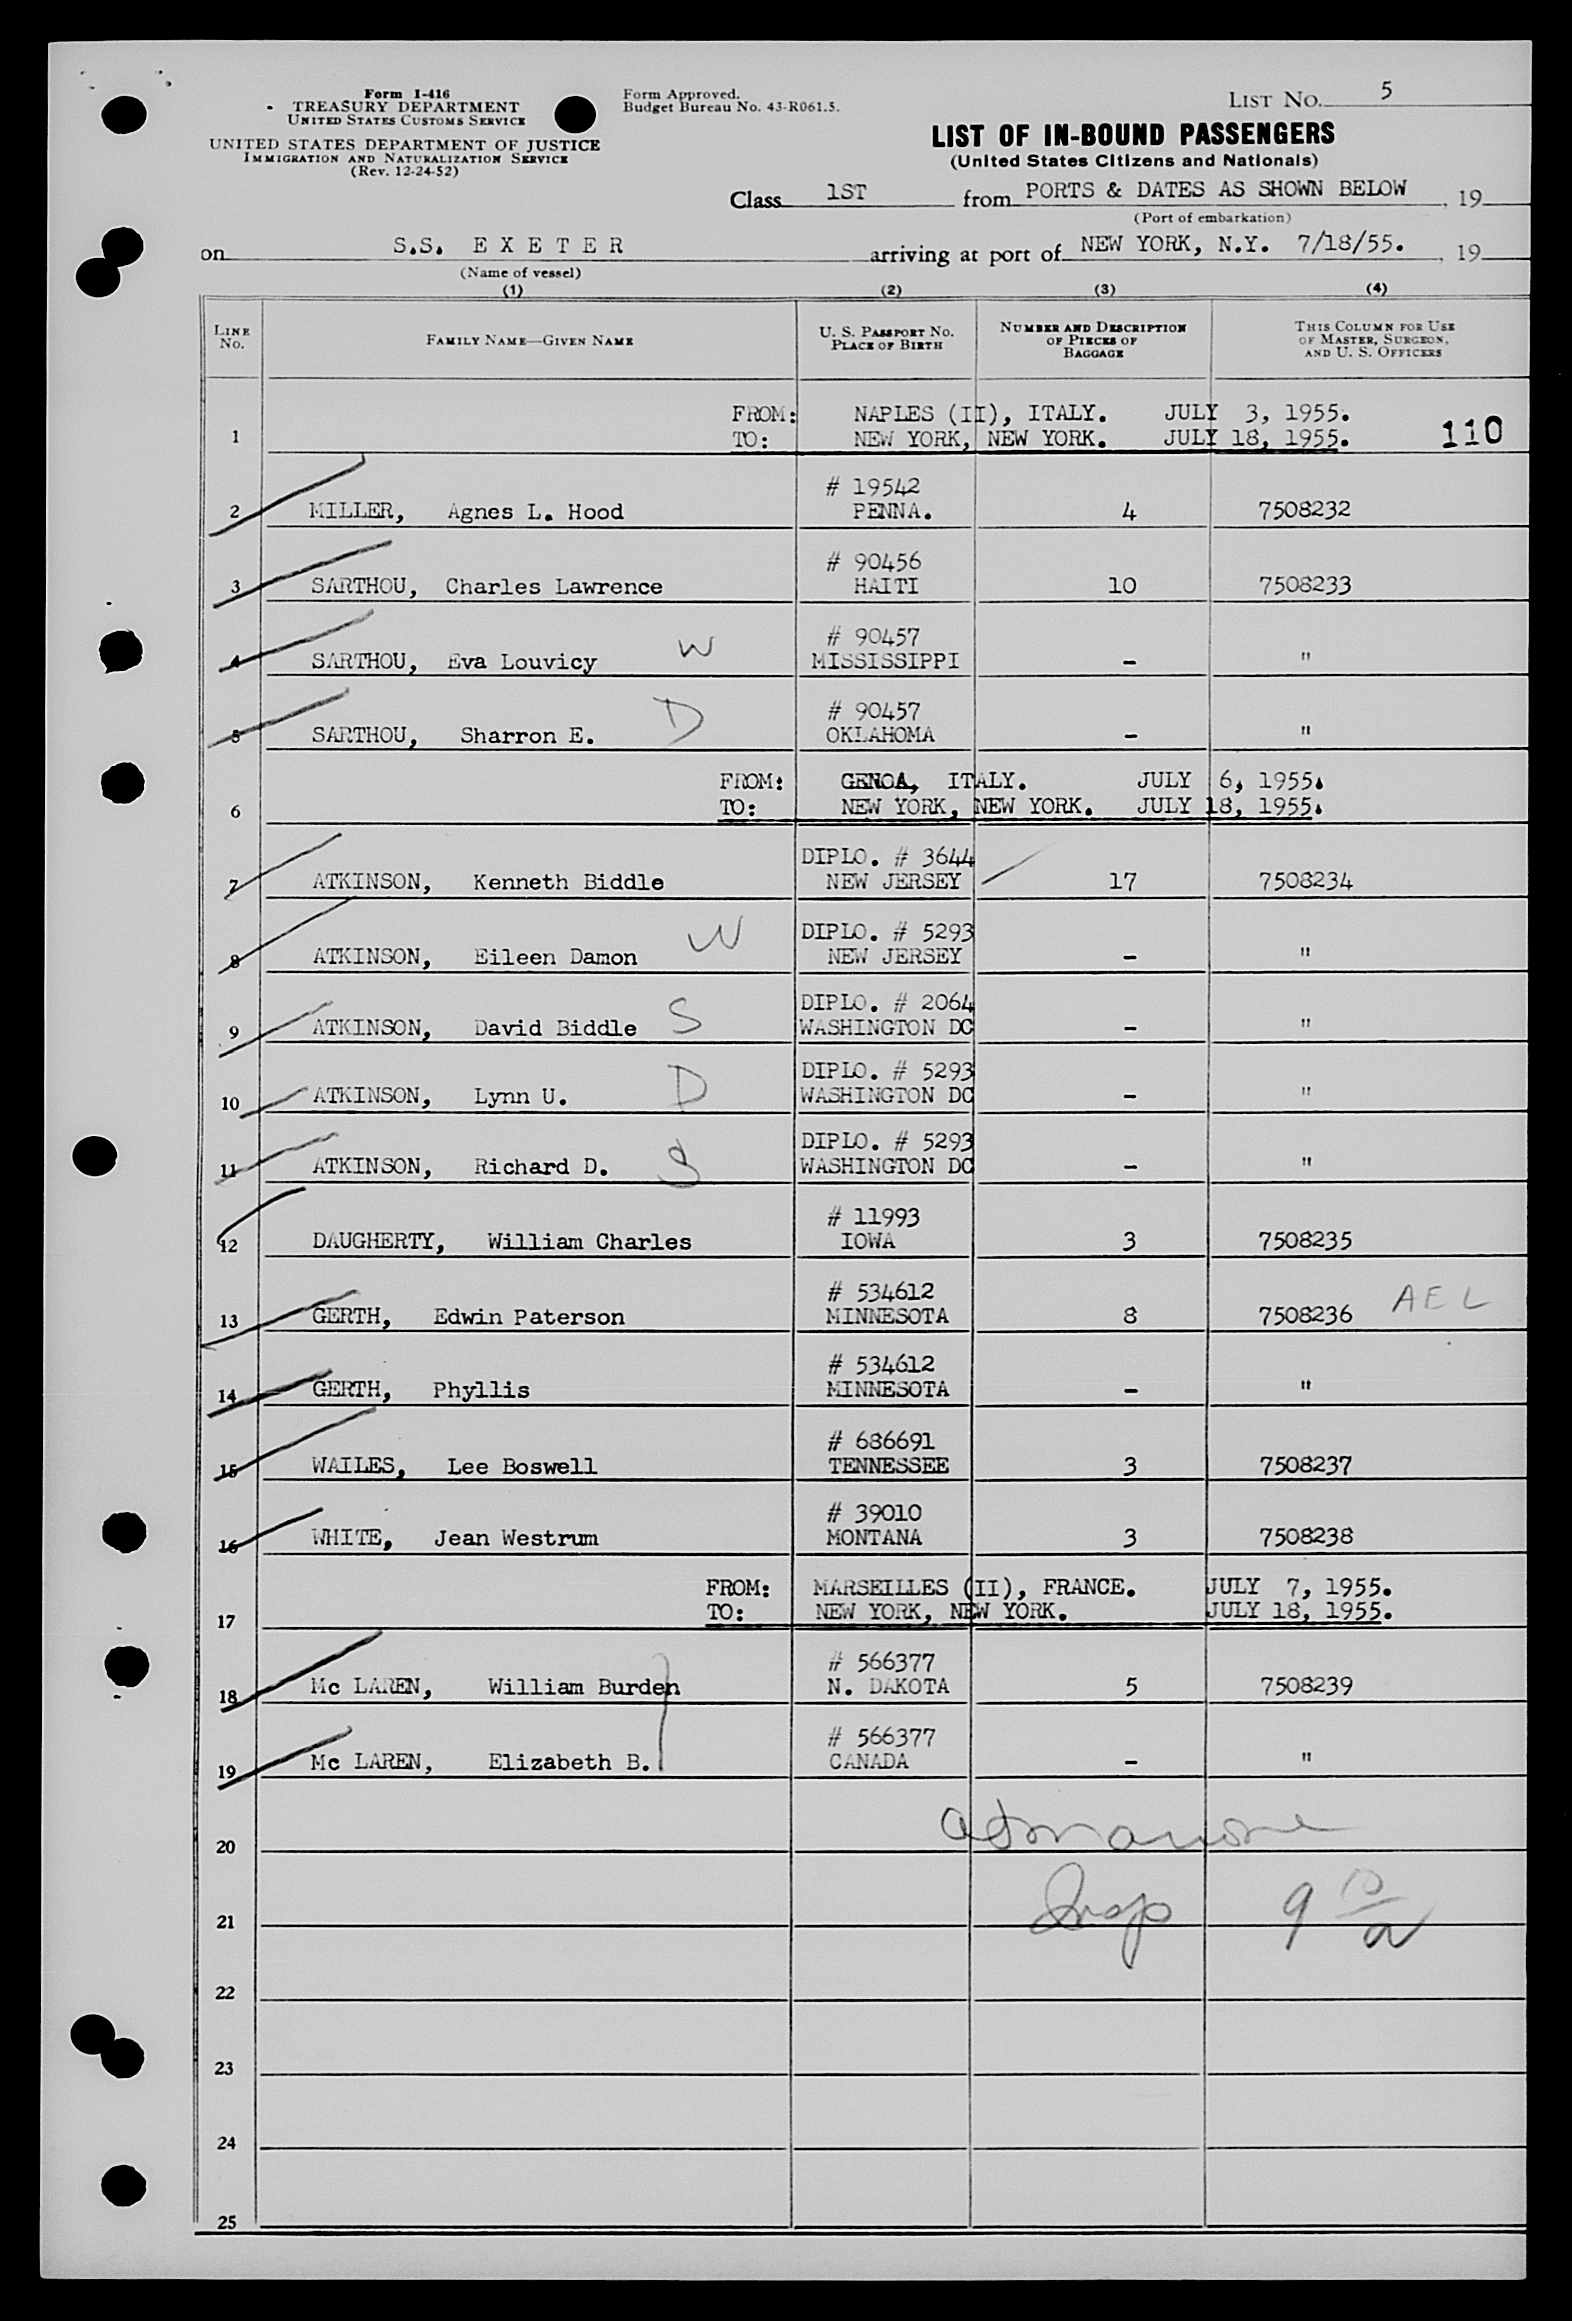 Form I-416
TREASURY DEPARTMENT
UNITED STATES CUSTOMS SERVICE
UNITED STATES DEPARTMENT OF JUSTICE
IMMIGRATION AND NATURALIZATION SERVICE
(Rev. 12-24-52)
Form Approved.
Budget Bureau No. 43-R061.5.
LIST NO. 5
LIST OF IN-BOUND PASSENGERS
(United States Citizens and Nationals)
Class 1ST from PORTS & DATES AS SHOWN BELOW, 19
(Port of embarkation)
on S.S. EXETER arriving at port of NEW YORK, N.Y. 7/18/55., 19
(Name of vessel)
(1) (2) (3) (4)
LINE NO. FAMILY NAME—GIVEN NAME U. S. PASSPORT NO. PLACE OF BIRTH NUMBER AND DESCRIPTION OF PIECES OF BAGGAGE THIS COLUMN FOR USE OF MASTER, SURGEON, AND U. S. OFFICERS
FROM: NAPLES (II), ITALY. JULY 3, 1955.
1 TO: NEW YORK, NEW YORK. JULY 18, 1955. 110
# 19542
2 MILLER, Agnes L. Hood PENNA. 4 7508232
# 90456
3 SARTHOU, Charles Lawrence HAITI 10 7508233
# 90457
4 SARTHOU, Eva Louvicy W MISSISSIPPI - "
# 90457
5 SARTHOU, Sharron E. D OKLAHOMA - "
FROM: GENOA, ITALY. JULY 6, 1955.
6 TO: NEW YORK, NEW YORK. JULY 18, 1955.
DIPLO. # 3644
7 ATKINSON, Kenneth Biddle NEW JERSEY 17 7508234
DIPLO. # 5293
8 ATKINSON, Eileen Damon W NEW JERSEY - "
DIPLO. # 2064
9 ATKINSON, David Biddle S WASHINGTON DC - "
DIPLO. # 5293
10 ATKINSON, Lynn U. D WASHINGTON DC - "
DIPLO. # 5293
11 ATKINSON, Richard D. S WASHINGTON DC - "
# 11993
12 DAUGHERTY, William Charles IOWA 3 7508235
# 534612
13 GERTH, Edwin Paterson MINNESOTA 8 7508236 AEL
# 534612
14 GERTH, Phyllis MINNESOTA - "
# 686691
15 WAILES, Lee Boswell TENNESSEE 3 7508237
# 39010
16 WHITE, Jean Westrum MONTANA 3 7508238
FROM: MARSEILLES (II), FRANCE. JULY 7, 1955.
17 TO: NEW YORK, NEW YORK. JULY 18, 1955.
# 566377
18 Mc LAREN, William Burden N. DAKOTA 5 7508239
# 566377
19 Mc LAREN, Elizabeth B. CANADA - "
20
21 Insp 9 10/a
22
23
24
25